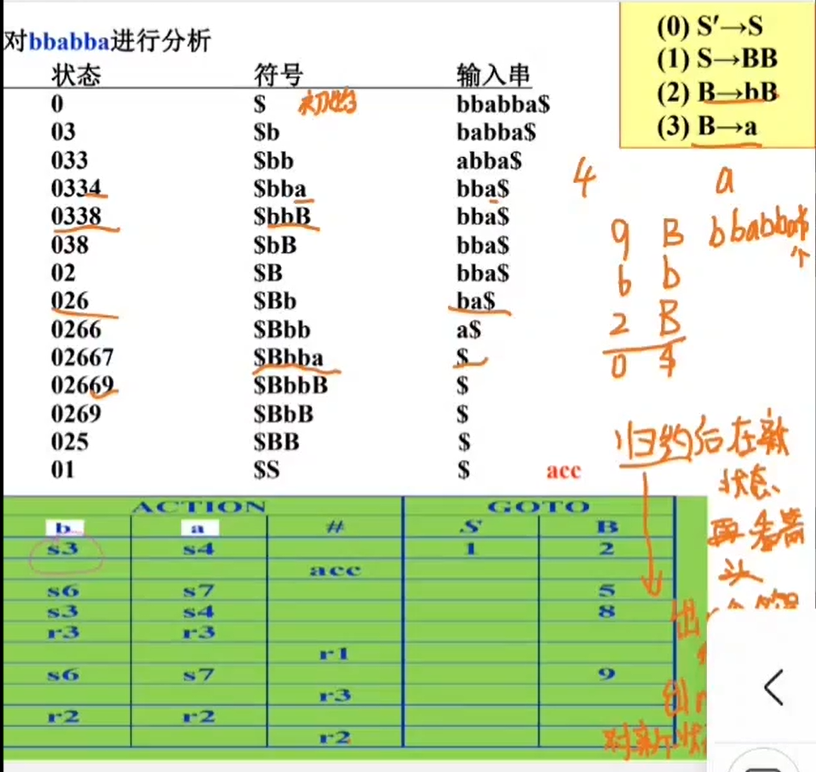 对bbabba进行分析
状态 符号 输入串
0 $ 初始 bbabba$
03 $b babba$
033 $bb abba$
0334 $bba bba$
0338 $bbB bba$
038 $bB bba$
02 $B bba$
026 $Bb ba$
0266 $Bbb a$
02667 $Bbba $
02669 $BbbB $
0269 $BbB $
025 $BB $
01 $S $ acc
(0) S′→S
(1) S→BB
(2) B→bB
(3) B→a
4 a
9 B bbabba$
6 b
2 B
0 $
归约后在新
状态、
再看箭
头
ACTION GOTO
b a # S B
s3 s4 1 2
acc
s6 s7 5
s3 s4 8
r3 r3
r1
s6 s7 9
r3
r2 r2
r2
对新状